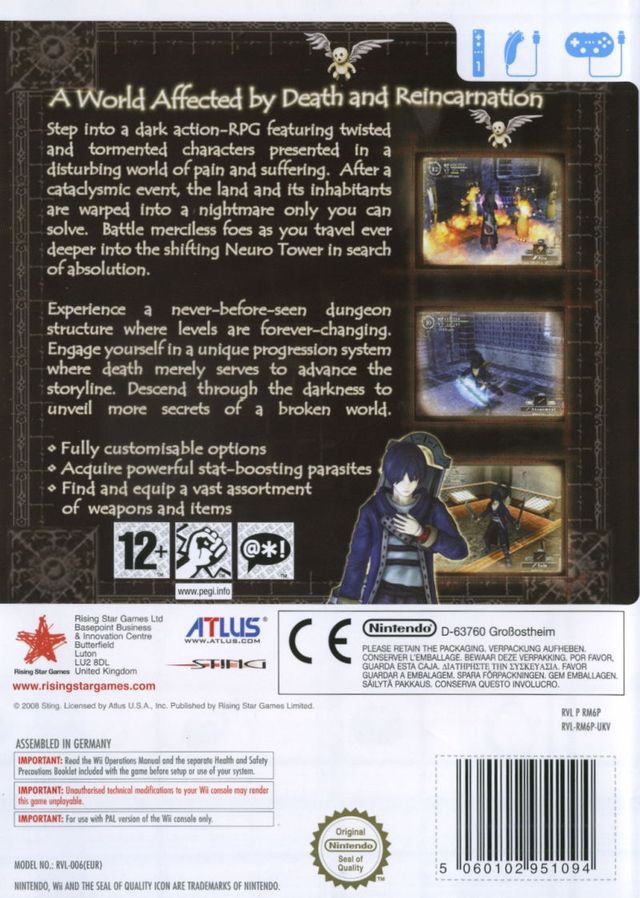 1
A World Affected by Death and Reincarnation
Step into a dark action-RPG featuring twisted
and tormented characters presented in a
disturbing world of pain and suffering. After a
cataclysmic event, the land and its inhabitants
are warped into a nightmare only you can
solve. Battle merciless foes as you travel ever
deeper into the shifting Neuro Tower in search
of absolution.
Experience a never-before-seen dungeon
structure where levels are forever-changing.
Engage yourself in a unique progression system
where death merely serves to advance the
storyline. Descend through the darkness to
unveil more secrets of a broken world.
• Fully customisable options
• Acquire powerful stat-boosting parasites
• Find and equip a vast assortment
of weapons and items
12+
@*!
www.pegi.info
Rising Star Games
Rising Star Games Ltd
Basepoint Business
& Innovation Centre
Butterfield
Luton
LU2 8DL
United Kingdom
www.risingstargames.com
ATLUS®
WWW.ATLUS.COM
STING
CE
Nintendo® D-63760 Großostheim
PLEASE RETAIN THE PACKAGING. VERPACKUNG AUFHEBEN.
CONSERVER L'EMBALLAGE. BEWAAR DEZE VERPAKKING. POR FAVOR,
GUARDA ESTA CAJA. ΔΙΑΤΗΡΗΣΤΕ ΤΗΝ ΣΥΣΚΕΥΑΣΙΑ. FAVOR
GUARDAR A EMBALAGEM. SPARA FÖRPACKNINGEN. GEM EMBALLAGEN.
SÄILYTÄ PAKKAUS. CONSERVA QUESTO INVOLUCRO.
© 2008 Sting. Licensed by Atlus U.S.A., Inc. Published by Rising Star Games Limited.
RVL P RM6P
RVL-RM6P-UKV
ASSEMBLED IN GERMANY
IMPORTANT: Read the Wii Operations Manual and the separate Health and Safety
Precautions Booklet included with the game before setup or use of your system.
IMPORTANT: Unauthorised technical modifications to your Wii console may render
this game unplayable.
IMPORTANT: For use with PAL version of the Wii console only.
MODEL NO.: RVL-006(EUR)
NINTENDO, Wii AND THE SEAL OF QUALITY ICON ARE TRADEMARKS OF NINTENDO.
Original
Nintendo
Seal of
Quality
TM
5 060102 951094